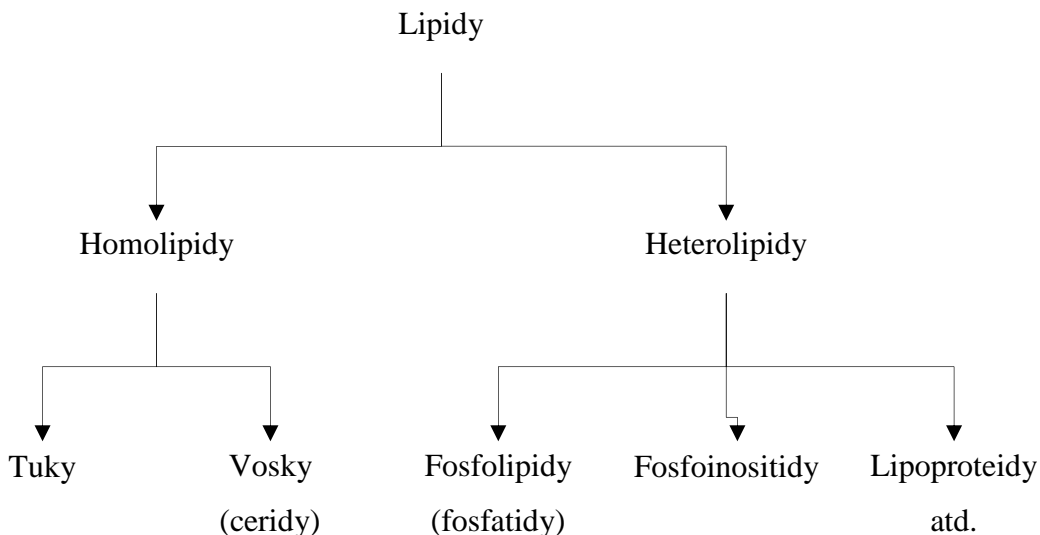 Lipidy
Homolipidy
Heterolipidy
Tuky
Vosky
(ceridy)
Fosfolipidy
(fosfatidy)
Fosfoinositidy
Lipoproteidy
atd.